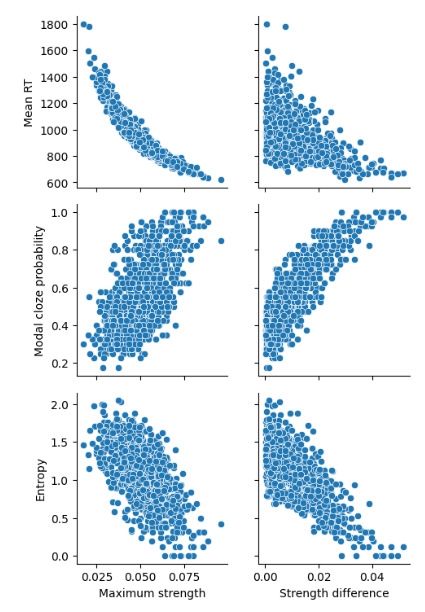 1800
1600
1400
1200
1000
800
600
Mean RT
1.0
0.8
0.6
0.4
0.2
Modal cloze probability
2.0
1.5
1.0
0.5
0.0
Entropy
0.025 0.050 0.075
Maximum strength
0.00 0.02 0.04
Strength difference